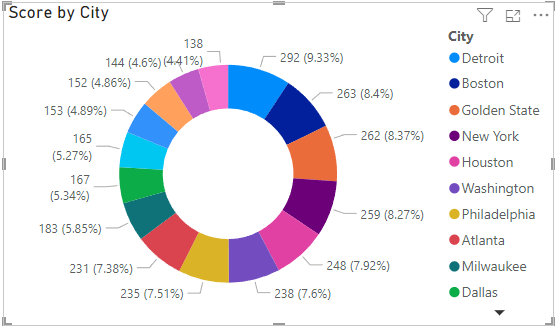 Score by City
138
(4.41%)
292 (9.33%)
263 (8.4%)
262 (8.37%)
259 (8.27%)
248 (7.92%)
238 (7.6%)
235 (7.51%)
231 (7.38%)
183 (5.85%)
167
(5.34%)
165
(5.27%)
153 (4.89%)
152 (4.86%)
144 (4.6%)
City
Detroit
Boston
Golden State
New York
Houston
Washington
Philadelphia
Atlanta
Milwaukee
Dallas